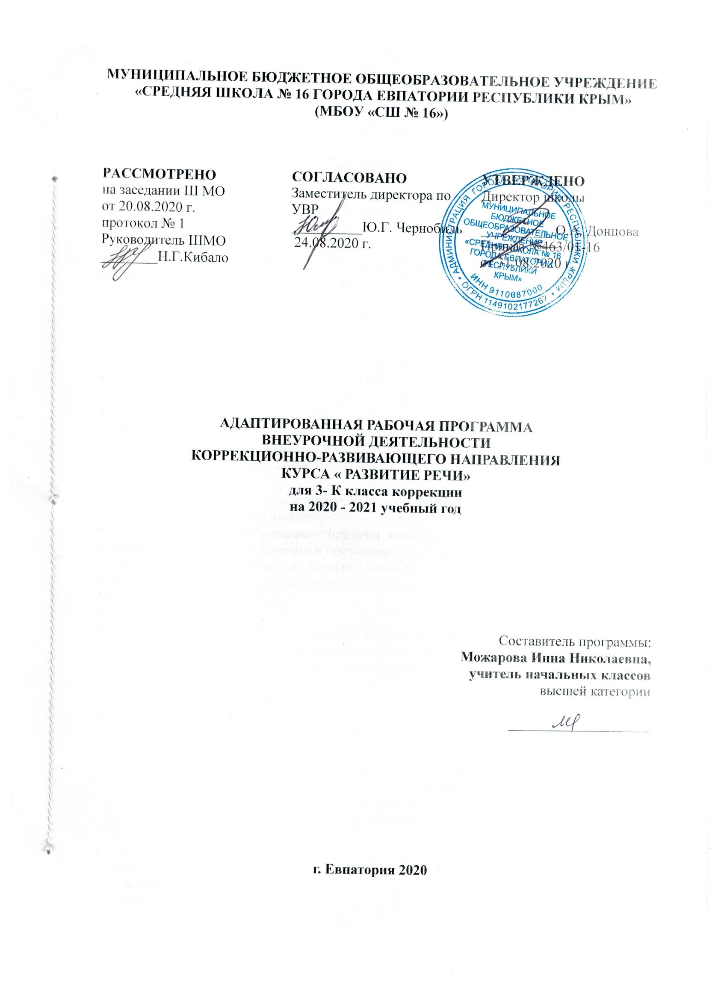 МУНИЦИПАЛЬНОЕ БЮДЖЕТНОЕ ОБЩЕОБРАЗОВАТЕЛЬНОЕ УЧРЕЖДЕНИЕ
«СРЕДНЯЯ ШКОЛА № 16 ГОРОДА ЕВПАТОРИИ РЕСПУБЛИКИ КРЫМ»
(МБОУ «СШ № 16»)
РАССМОТРЕНО
на заседании Ш МО
от 20.08.2020 г.
протокол № 1
Руководитель ШМО
Н.Г.Кибало
СОГЛАСОВАНО
Заместитель директора по
УВР
Ю.Г. Чернобиль
24.08.2020 г.
УТВЕРЖДЕНО
Директор школы
О.А. Донцова
Приказ №463/01-16
от 31.08.2020 г.
АДМИНИСТРАЦИЯ ГОРОДА ЕВПАТОРИИ РЕСПУБЛИКИ КРЫМ
МУНИЦИПАЛЬНОЕ
БЮДЖЕТНОЕ
ОБЩЕОБРАЗОВАТЕЛЬНОЕ
УЧРЕЖДЕНИЕ
«СРЕДНЯЯ ШКОЛА № 16
ГОРОДА ЕВПАТОРИИ
РЕСПУБЛИКИ
КРЫМ»
ИНН 9110087000
ОГРН 1149102177267
АДАПТИРОВАННАЯ РАБОЧАЯ ПРОГРАММА
ВНЕУРОЧНОЙ ДЕЯТЕЛЬНОСТИ
КОРРЕКЦИОННО-РАЗВИВАЮЩЕГО НАПРАВЛЕНИЯ
КУРСА « РАЗВИТИЕ РЕЧИ»
для 3- К класса коррекции
на 2020 - 2021 учебный год
Составитель программы:
Можарова Инна Николаевна,
учитель начальных классов
высшей категории
г. Евпатория 2020